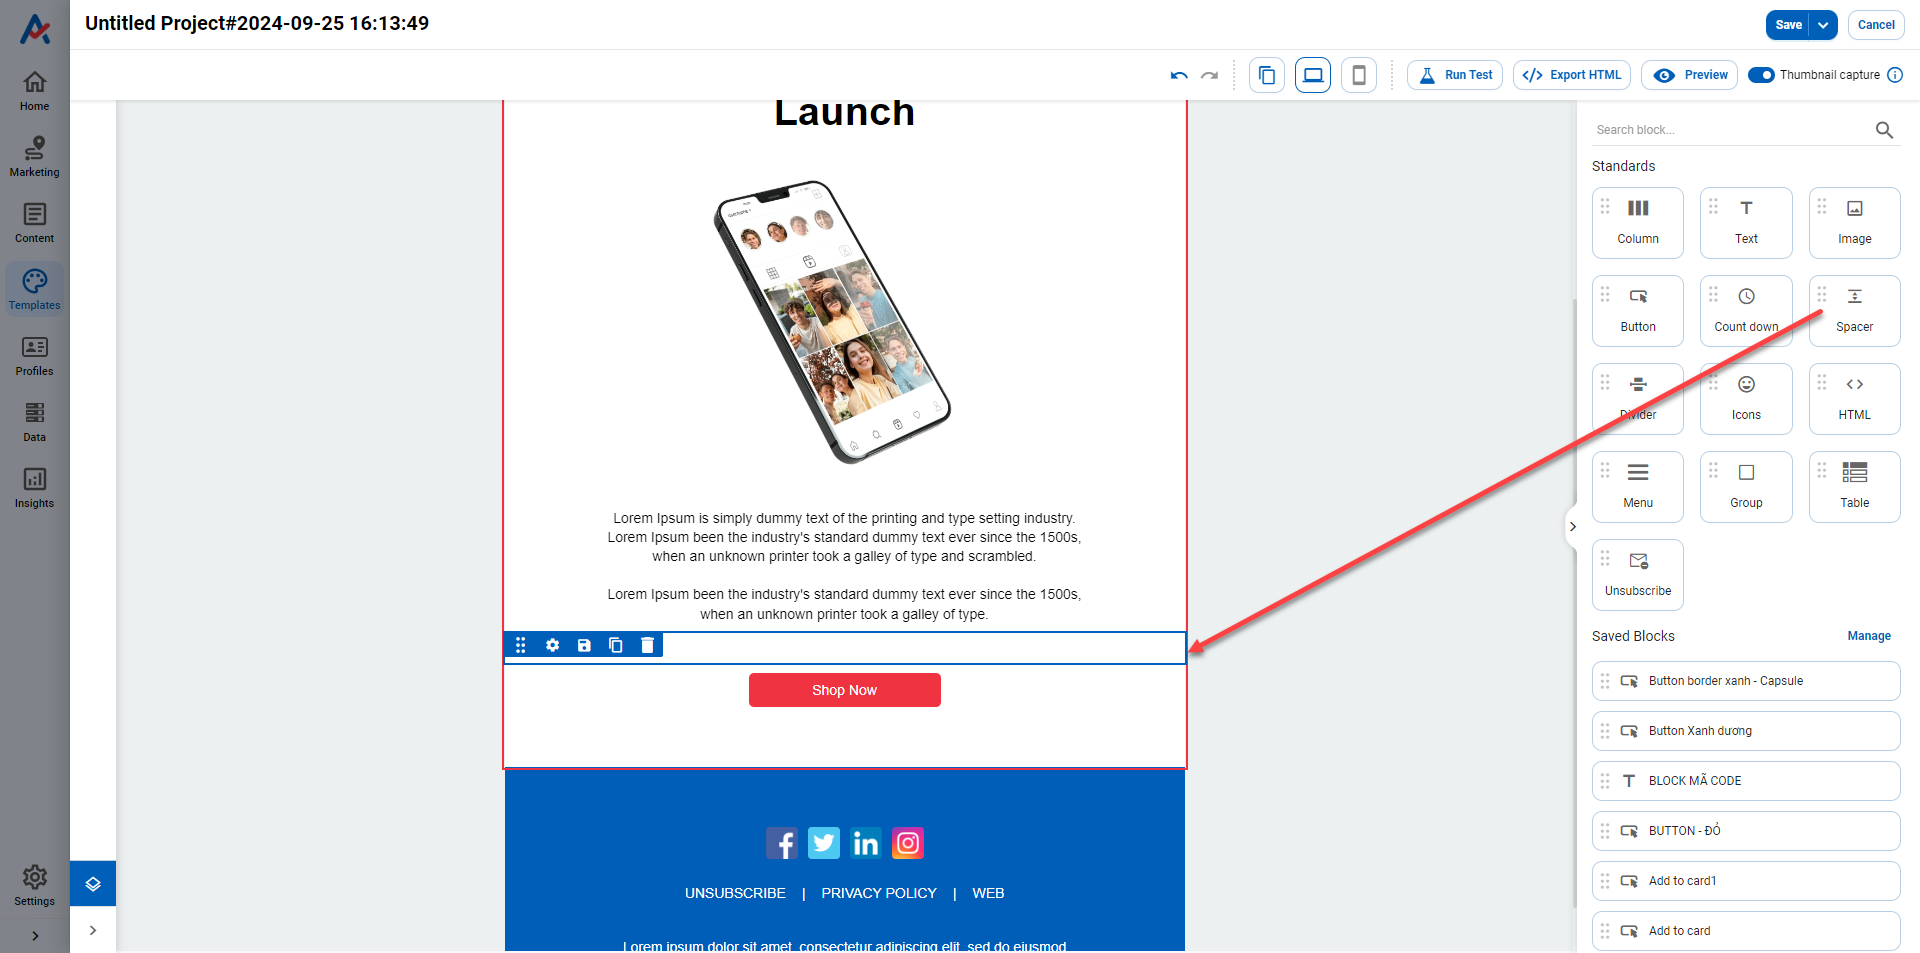 Untitled Project#2024-09-25 16:13:49
Save
Cancel
Run Test
Export HTML
Preview
Thumbnail capture
Home
Marketing
Content
Templates
Profiles
Data
Insights
Settings
Launch
Lorem Ipsum is simply dummy text of the printing and type setting industry.
Lorem Ipsum been the industry's standard dummy text ever since the 1500s,
when an unknown printer took a galley of type and scrambled.
Lorem Ipsum been the industry's standard dummy text ever since the 1500s,
when an unknown printer took a galley of type.
Shop Now
UNSUBSCRIBE | PRIVACY POLICY | WEB
Lorem ipsum dolor sit amet, consectetur adipiscing elit, sed do eiusmod
Search block...
Standards
Column
Text
Image
Button
Count down
Spacer
Divider
Icons
HTML
Menu
Group
Table
Unsubscribe
Saved Blocks
Manage
Button border xanh - Capsule
Button Xanh dương
BLOCK MÃ CODE
BUTTON - ĐỎ
Add to card1
Add to card